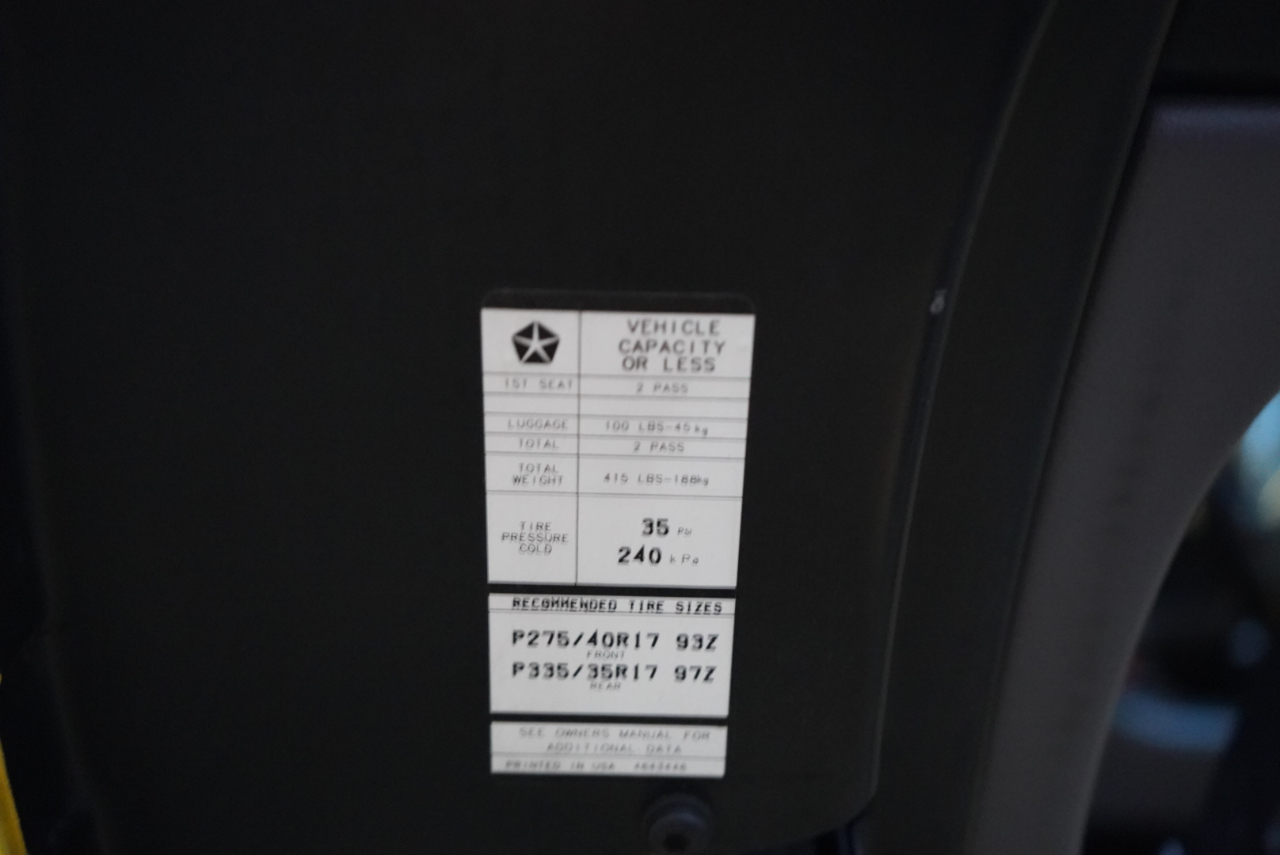 VEHICLE
CAPACITY
OR LESS
1ST SEAT 2 PASS
LUGGAGE 100 LBS-45kg
TOTAL 2 PASS
TOTAL
WEIGHT 415 LBS-188kg
TIRE
PRESSURE
COLD
35 PSI
240 kPa
RECOMMENDED TIRE SIZES
P275/40R17 93Z
FRONT
P335/35R17 97Z
REAR
SEE OWNERS MANUAL FOR
ADDITIONAL DATA
PRINTED IN USA